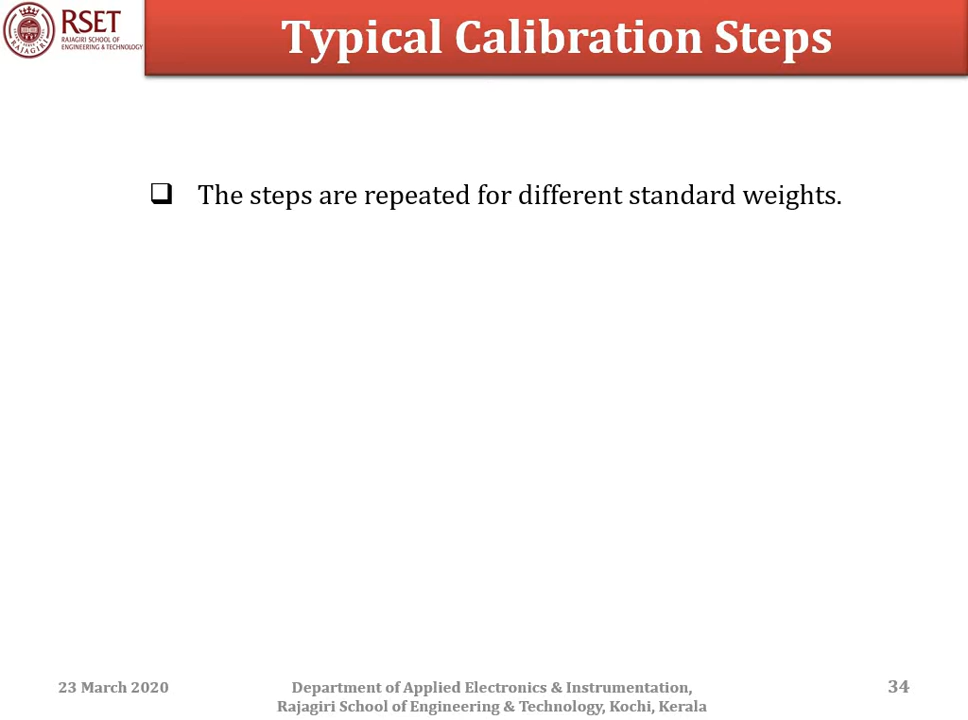 RSET
RAJAGIRI SCHOOL OF
ENGINEERING & TECHNOLOGY
Typical Calibration Steps
❑ The steps are repeated for different standard weights.
23 March 2020
Department of Applied Electronics & Instrumentation,
Rajagiri School of Engineering & Technology, Kochi, Kerala
34